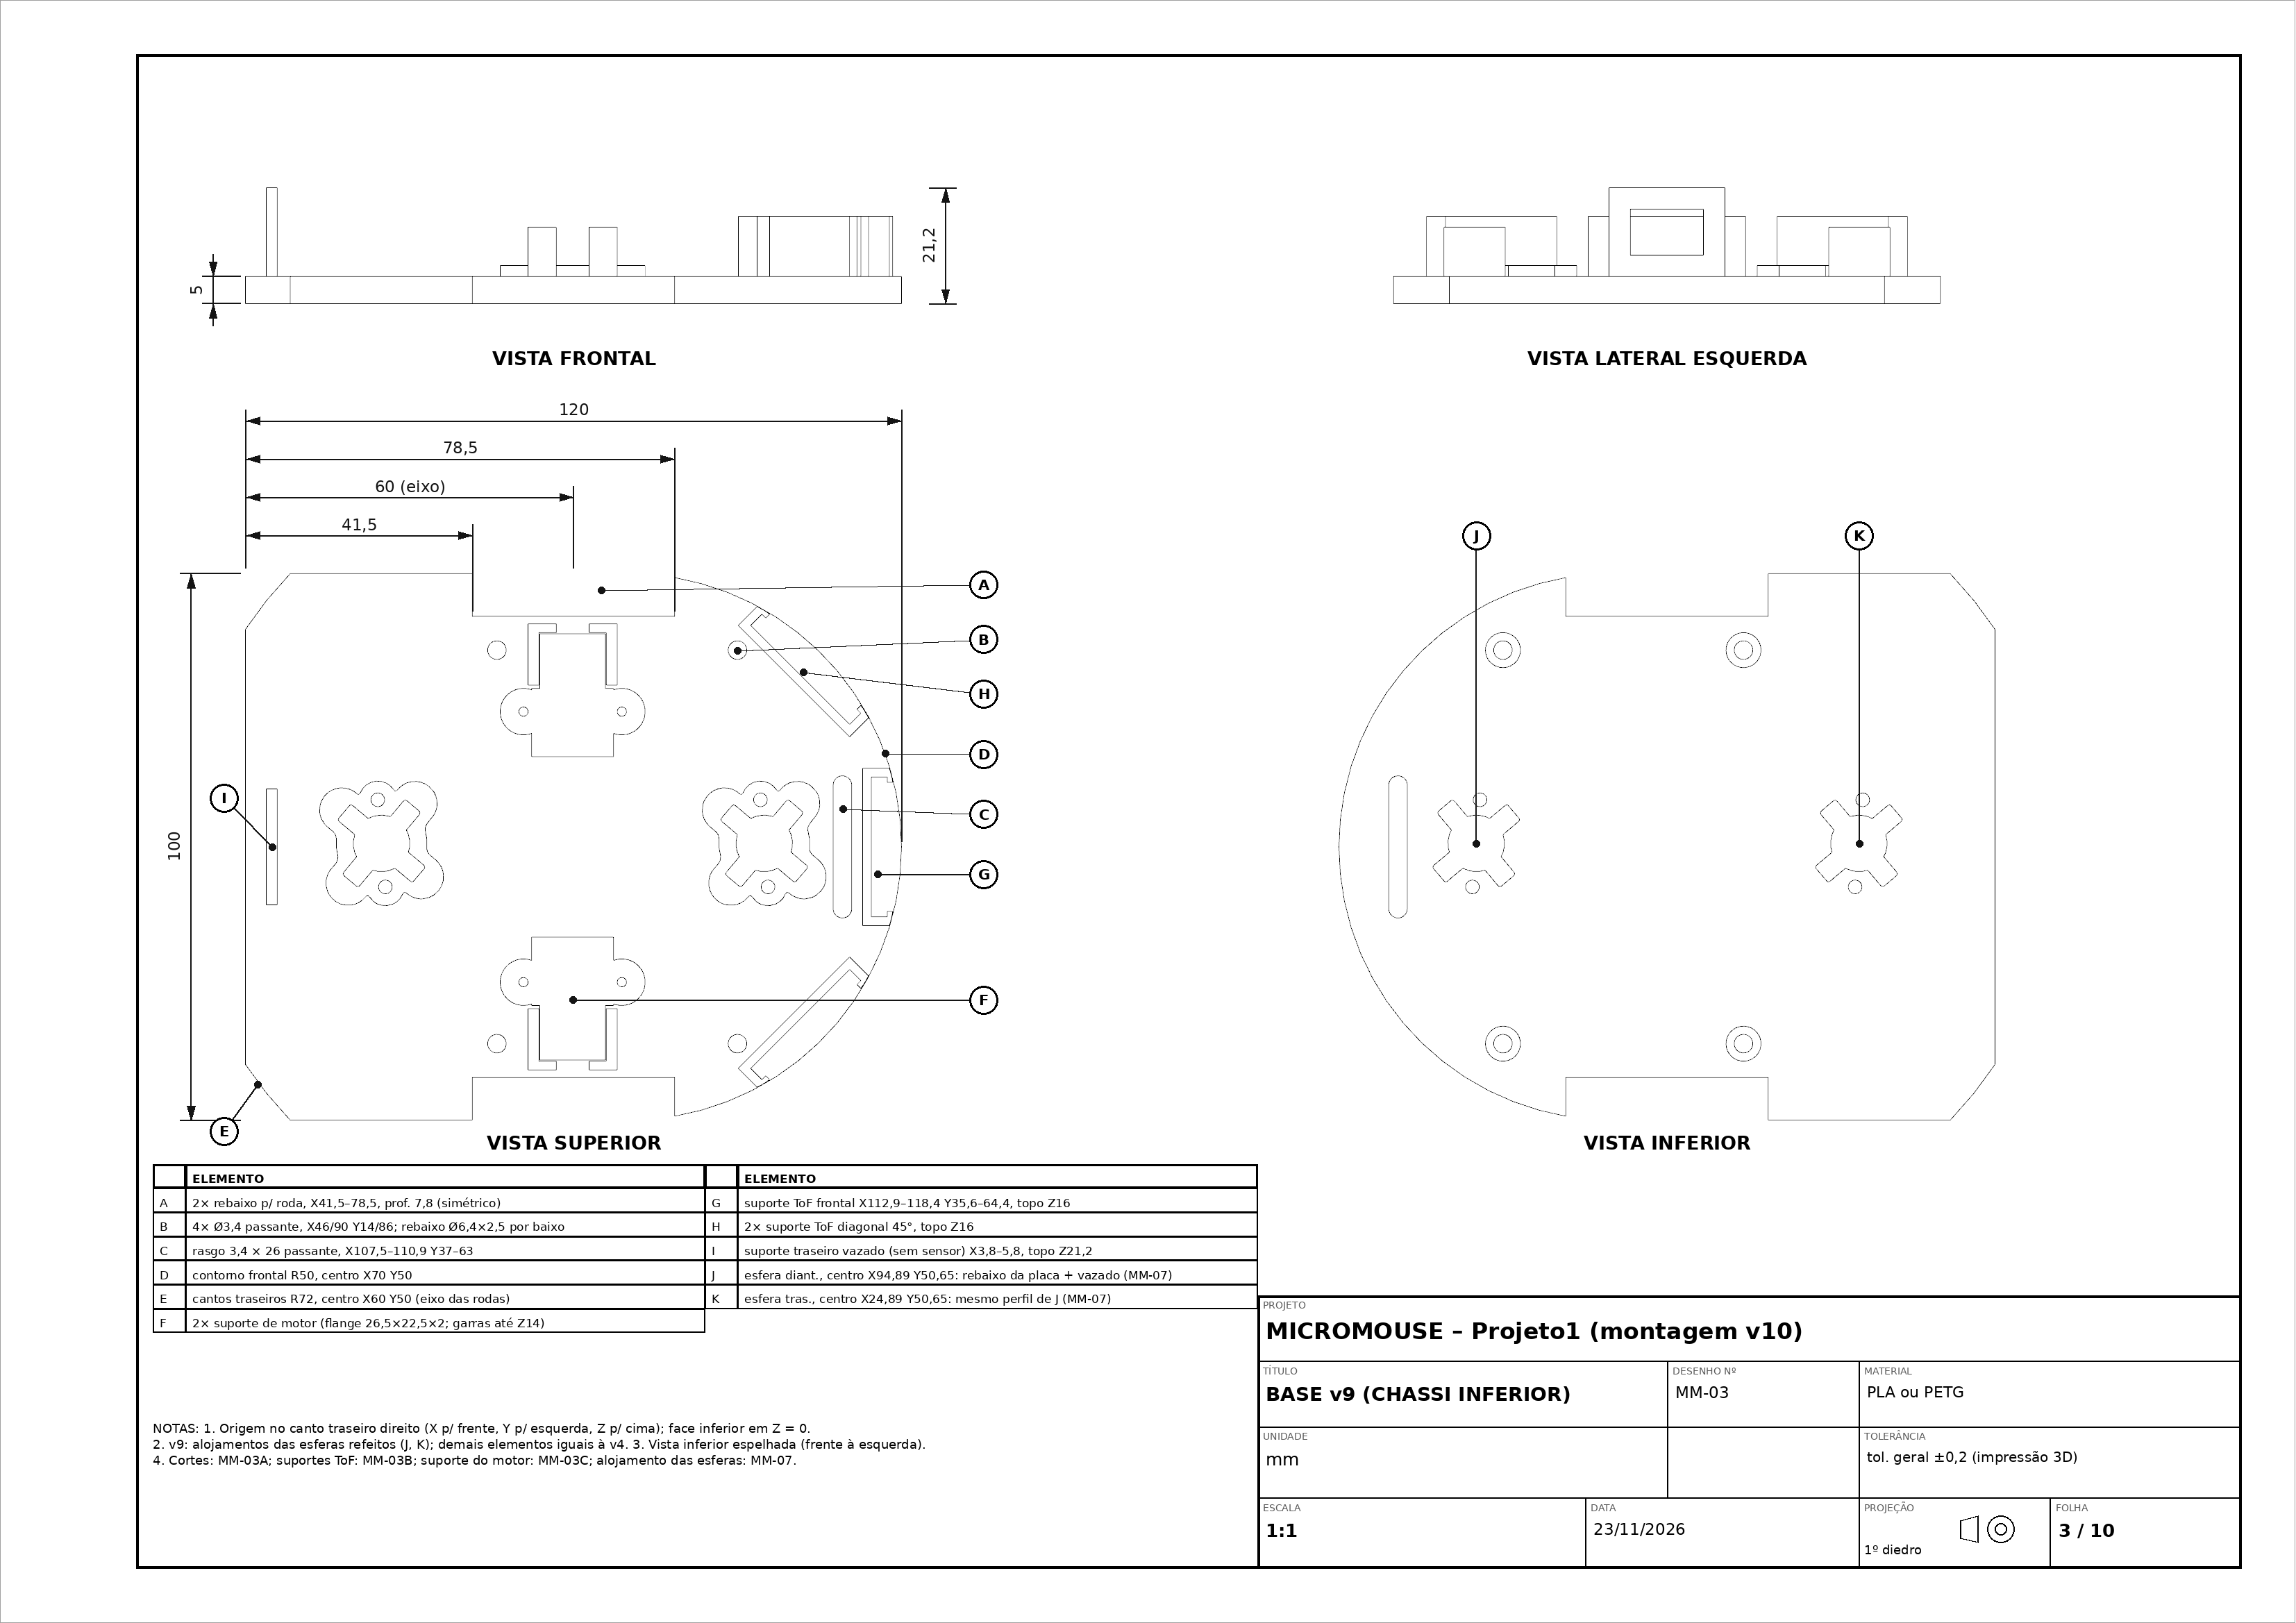 21,2
5
VISTA FRONTAL
VISTA LATERAL ESQUERDA
120
78,5
60 (eixo)
41,5
100
A
B
H
D
C
G
F
I
E
J
K
VISTA SUPERIOR
VISTA INFERIOR
ELEMENTO
A 2× rebaixo p/ roda, X41,5–78,5, prof. 7,8 (simétrico)
B 4× Ø3,4 passante, X46/90 Y14/86; rebaixo Ø6,4×2,5 por baixo
C rasgo 3,4 × 26 passante, X107,5–110,9 Y37–63
D contorno frontal R50, centro X70 Y50
E cantos traseiros R72, centro X60 Y50 (eixo das rodas)
F 2× suporte de motor (flange 26,5×22,5×2; garras até Z14)
ELEMENTO
G suporte ToF frontal X112,9–118,4 Y35,6–64,4, topo Z16
H 2× suporte ToF diagonal 45°, topo Z16
I suporte traseiro vazado (sem sensor) X3,8–5,8, topo Z21,2
J esfera diant., centro X94,89 Y50,65: rebaixo da placa + vazado (MM-07)
K esfera tras., centro X24,89 Y50,65: mesmo perfil de J (MM-07)
NOTAS: 1. Origem no canto traseiro direito (X p/ frente, Y p/ esquerda, Z p/ cima); face inferior em Z = 0.
2. v9: alojamentos das esferas refeitos (J, K); demais elementos iguais à v4. 3. Vista inferior espelhada (frente à esquerda).
4. Cortes: MM-03A; suportes ToF: MM-03B; suporte do motor: MM-03C; alojamento das esferas: MM-07.
PROJETO
MICROMOUSE – Projeto1 (montagem v10)
TÍTULO
BASE v9 (CHASSI INFERIOR)
DESENHO Nº
MM-03
MATERIAL
PLA ou PETG
UNIDADE
mm
TOLERÂNCIA
tol. geral ±0,2 (impressão 3D)
ESCALA
1:1
DATA
23/11/2026
PROJEÇÃO
1º diedro
FOLHA
3 / 10